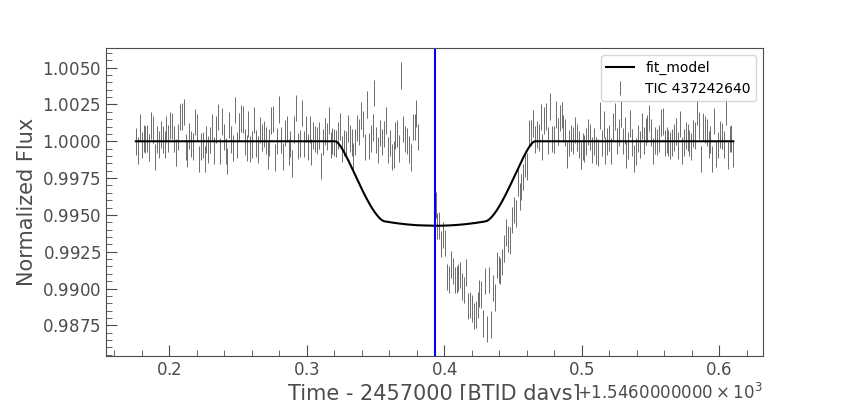 1.0050
1.0025
1.0000
0.9975
0.9950
0.9925
0.9900
0.9875
Normalized Flux
fit_model
TIC 437242640
0.2 0.3 0.4 0.5 0.6
Time - 2457000 [BTJD days]
+1.5460000000 × 10³